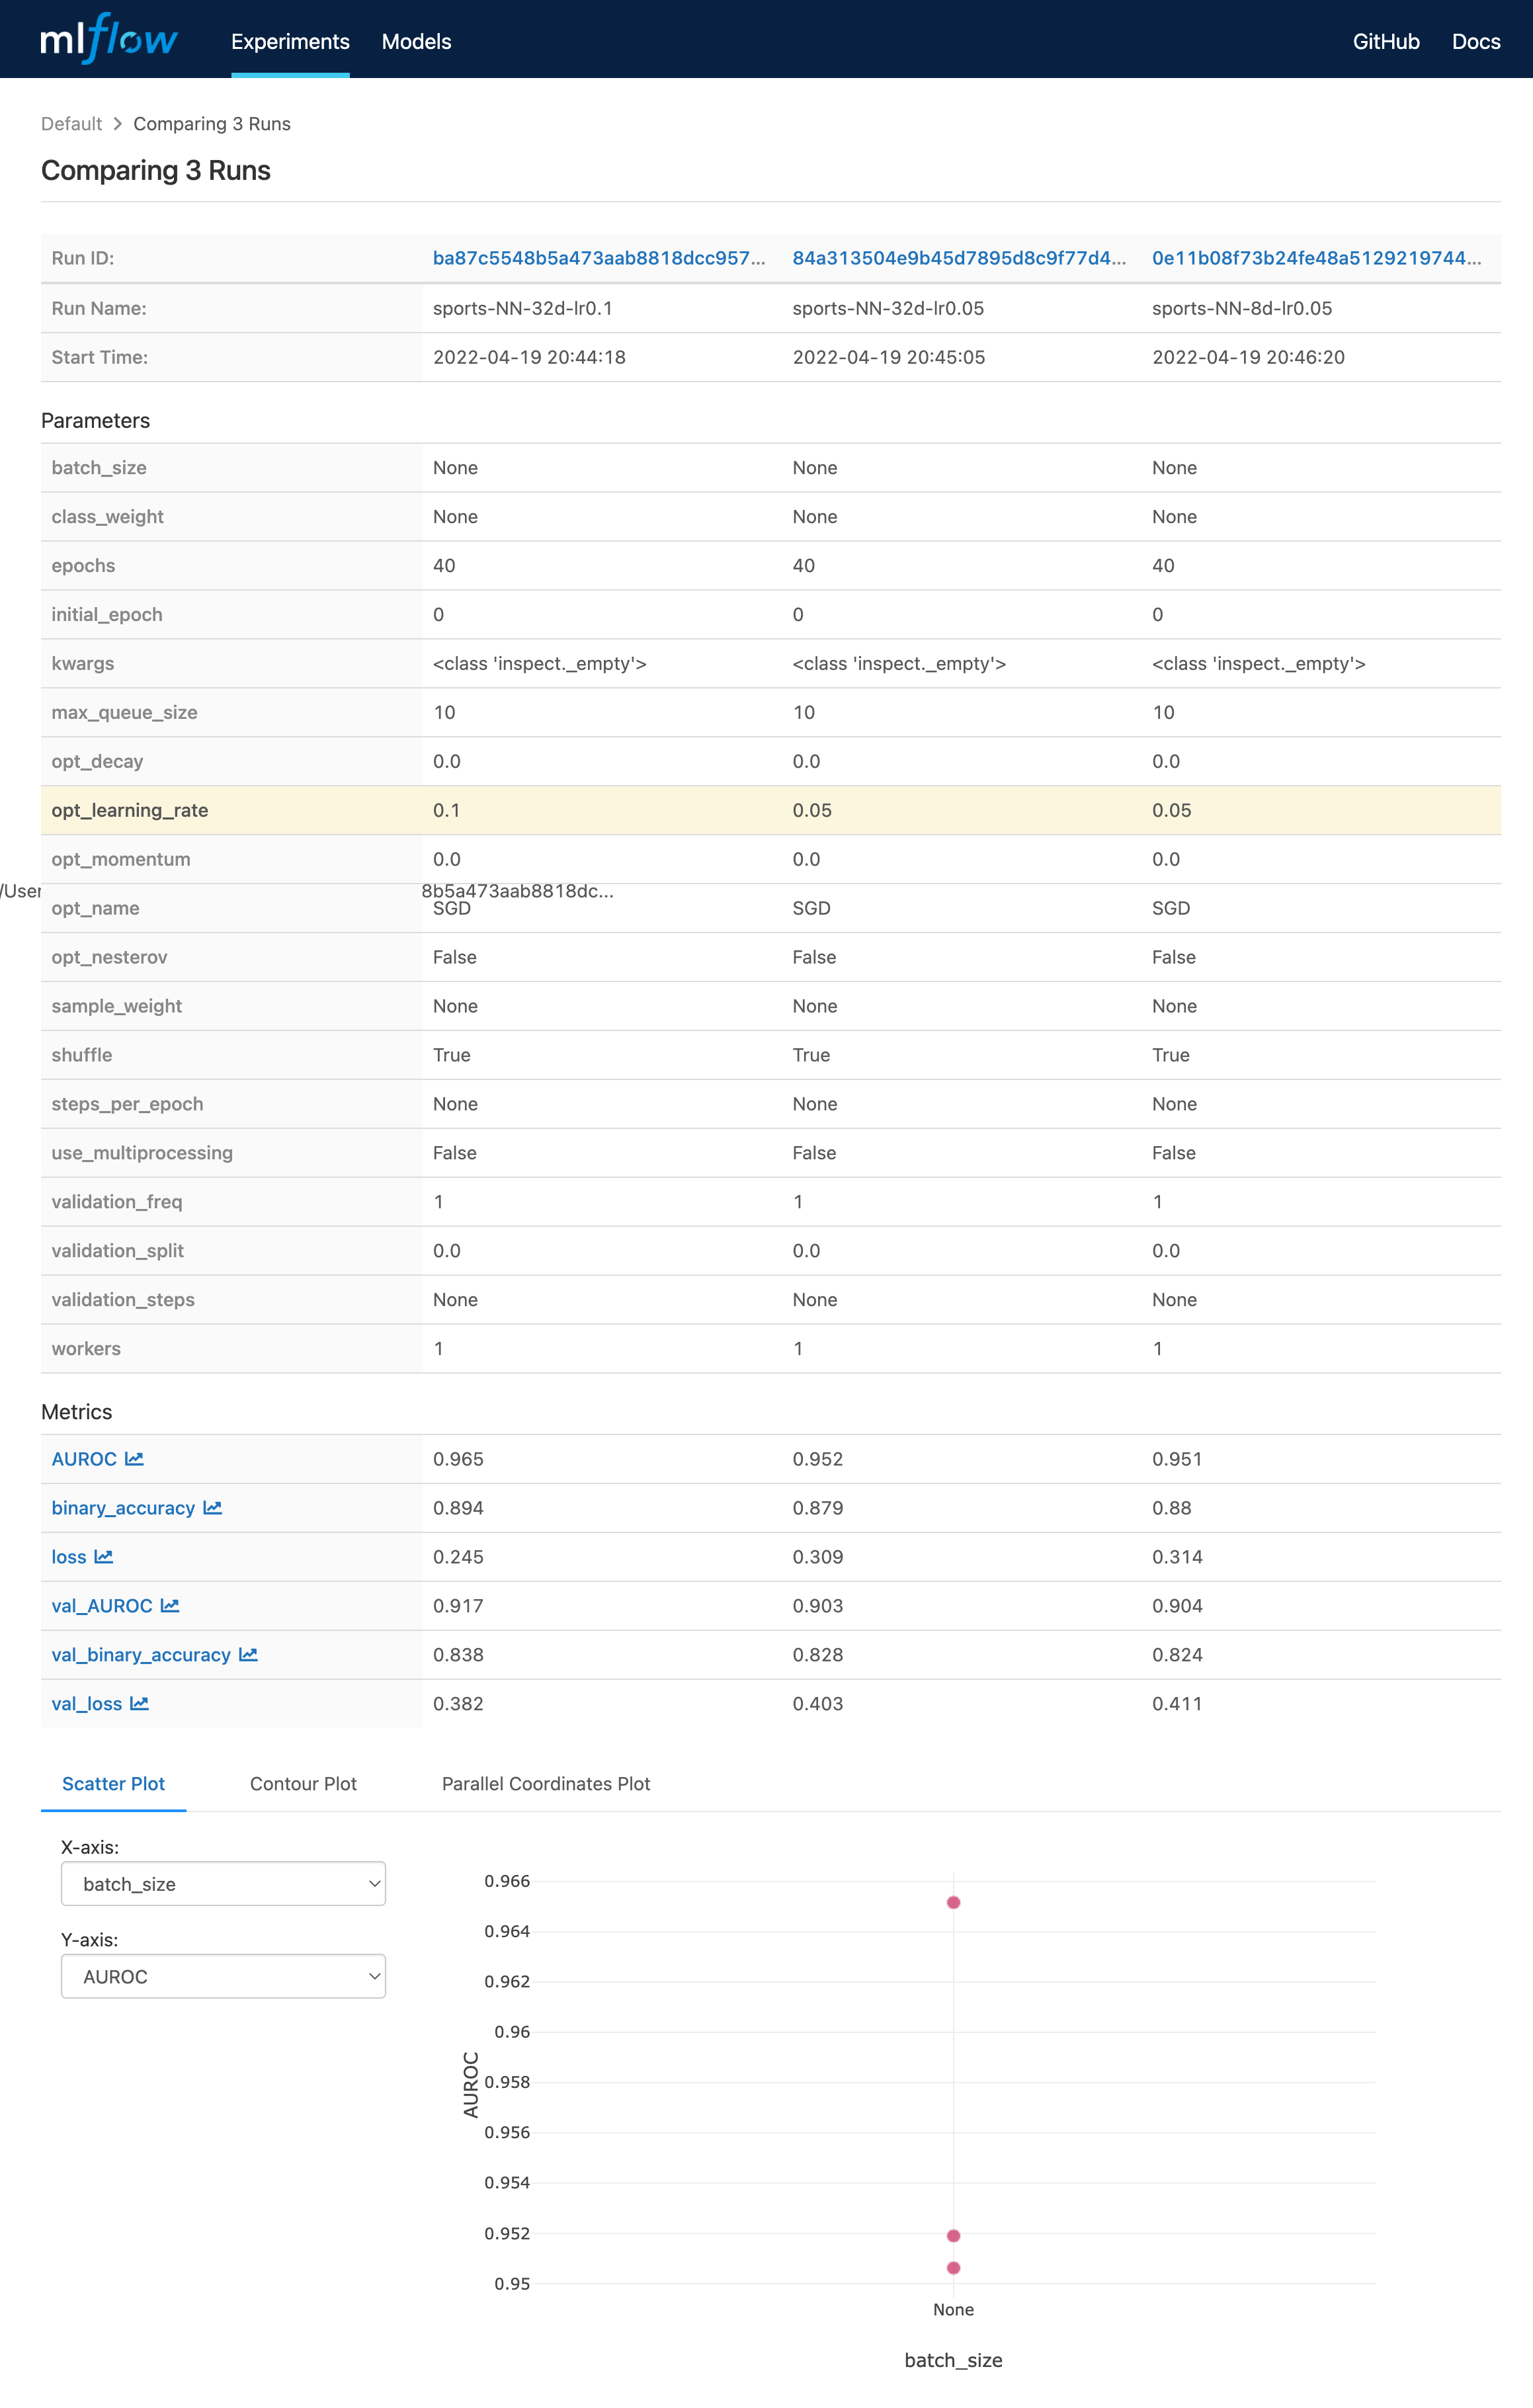 mlflow Experiments Models GitHub Docs
Default > Comparing 3 Runs
Comparing 3 Runs
Run ID: ba87c5548b5a473aab8818dcc957... 84a313504e9b45d7895d8c9f77d4... 0e11b08f73b24fe48a5129219744...
Run Name: sports-NN-32d-lr0.1 sports-NN-32d-lr0.05 sports-NN-8d-lr0.05
Start Time: 2022-04-19 20:44:18 2022-04-19 20:45:05 2022-04-19 20:46:20
Parameters
batch_size None None None
class_weight None None None
epochs 40 40 40
initial_epoch 0 0 0
kwargs <class 'inspect._empty'> <class 'inspect._empty'> <class 'inspect._empty'>
max_queue_size 10 10 10
opt_decay 0.0 0.0 0.0
opt_learning_rate 0.1 0.05 0.05
opt_momentum 0.0 0.0 0.0
/User 8b5a473aab8818dc...
opt_name SGD SGD SGD
opt_nesterov False False False
sample_weight None None None
shuffle True True True
steps_per_epoch None None None
use_multiprocessing False False False
validation_freq 1 1 1
validation_split 0.0 0.0 0.0
validation_steps None None None
workers 1 1 1
Metrics
AUROC 0.965 0.952 0.951
binary_accuracy 0.894 0.879 0.88
loss 0.245 0.309 0.314
val_AUROC 0.917 0.903 0.904
val_binary_accuracy 0.838 0.828 0.824
val_loss 0.382 0.403 0.411
Scatter Plot Contour Plot Parallel Coordinates Plot
X-axis:
batch_size
Y-axis:
AUROC
0.966
0.964
0.962
0.96
0.958
0.956
0.954
0.952
0.95
AUROC
None
batch_size